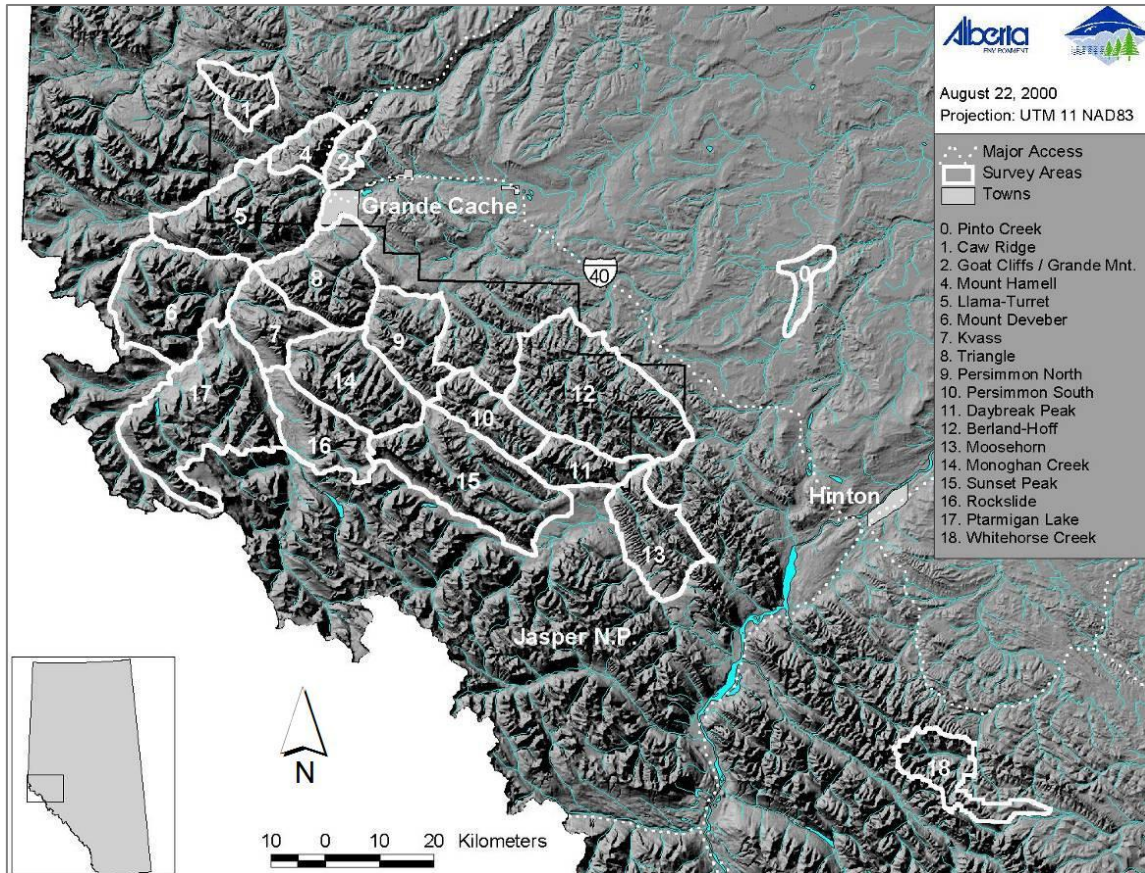 Alberta
ENVIRONMENT
August 22, 2000
Projection: UTM 11 NAD83
Major Access
Survey Areas
Towns
0. Pinto Creek
1. Caw Ridge
2. Goat Cliffs / Grande Mnt.
4. Mount Hamell
5. Llama-Turret
6. Mount Deveber
7. Kvass
8. Triangle
9. Persimmon North
10. Persimmon South
11. Daybreak Peak
12. Berland-Hoff
13. Moosehorn
14. Monoghan Creek
15. Sunset Peak
16. Rockslide
17. Ptarmigan Lake
18. Whitehorse Creek
1
4
2
Grande Cache
5
0
40
8
6
7
9
14
12
17
10
16
15
11
Hinton
13
Jasper N.P.
18
N
10 0 10 20 Kilometers